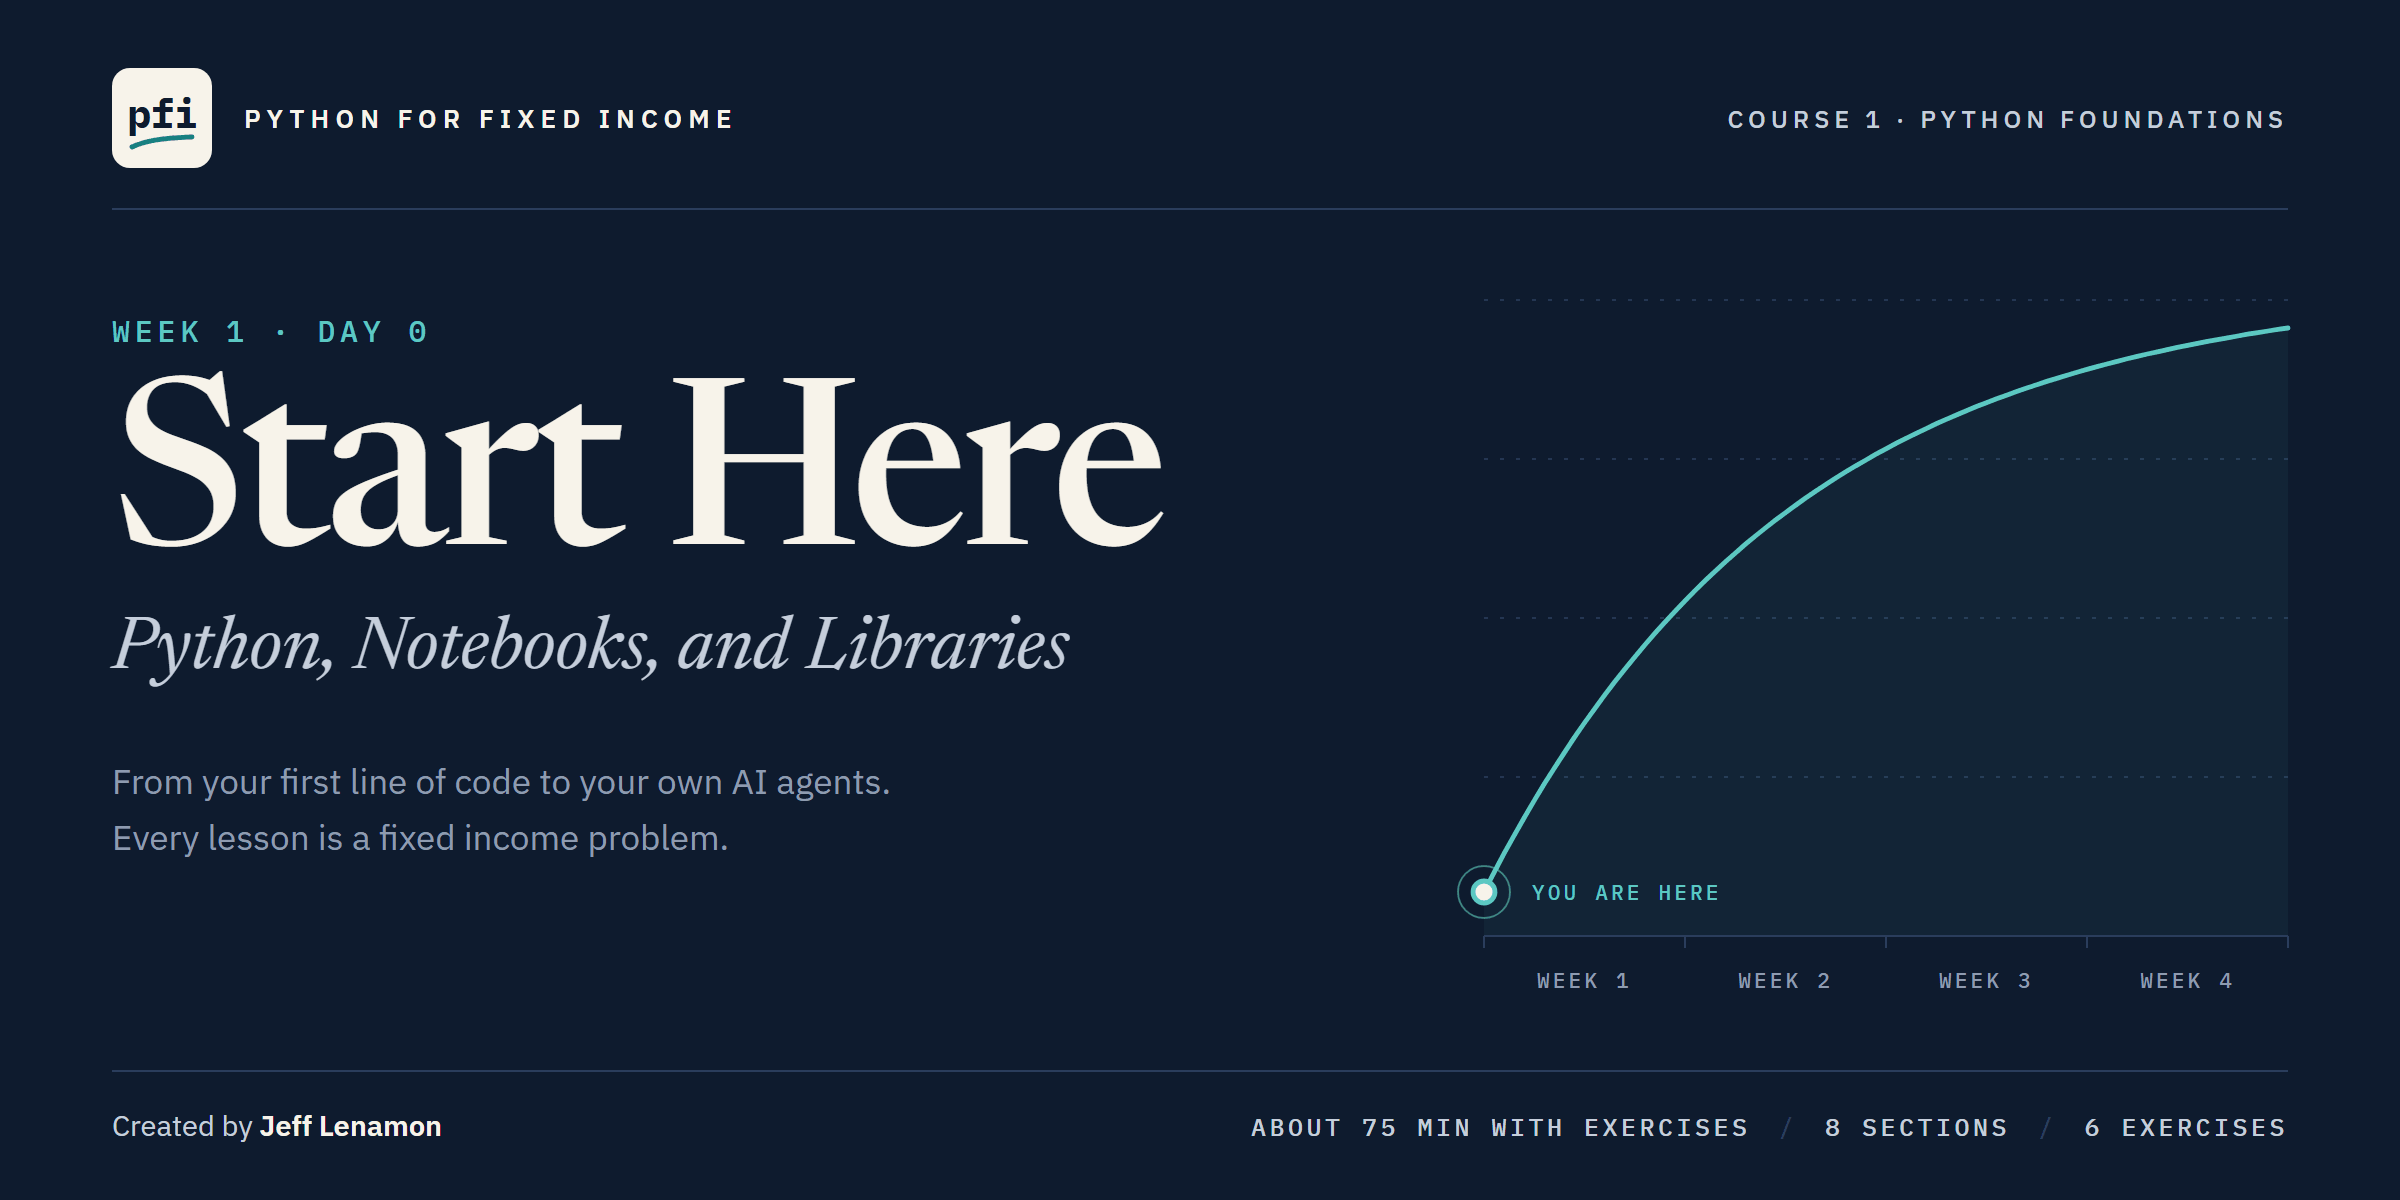 pfi
PYTHON FOR FIXED INCOME
COURSE 1 · PYTHON FOUNDATIONS
WEEK 1 · DAY 0
Start Here
Python, Notebooks, and Libraries
From your first line of code to your own AI agents.
Every lesson is a fixed income problem.
YOU ARE HERE
WEEK 1
WEEK 2
WEEK 3
WEEK 4
Created by Jeff Lenamon
ABOUT 75 MIN WITH EXERCISES / 8 SECTIONS / 6 EXERCISES